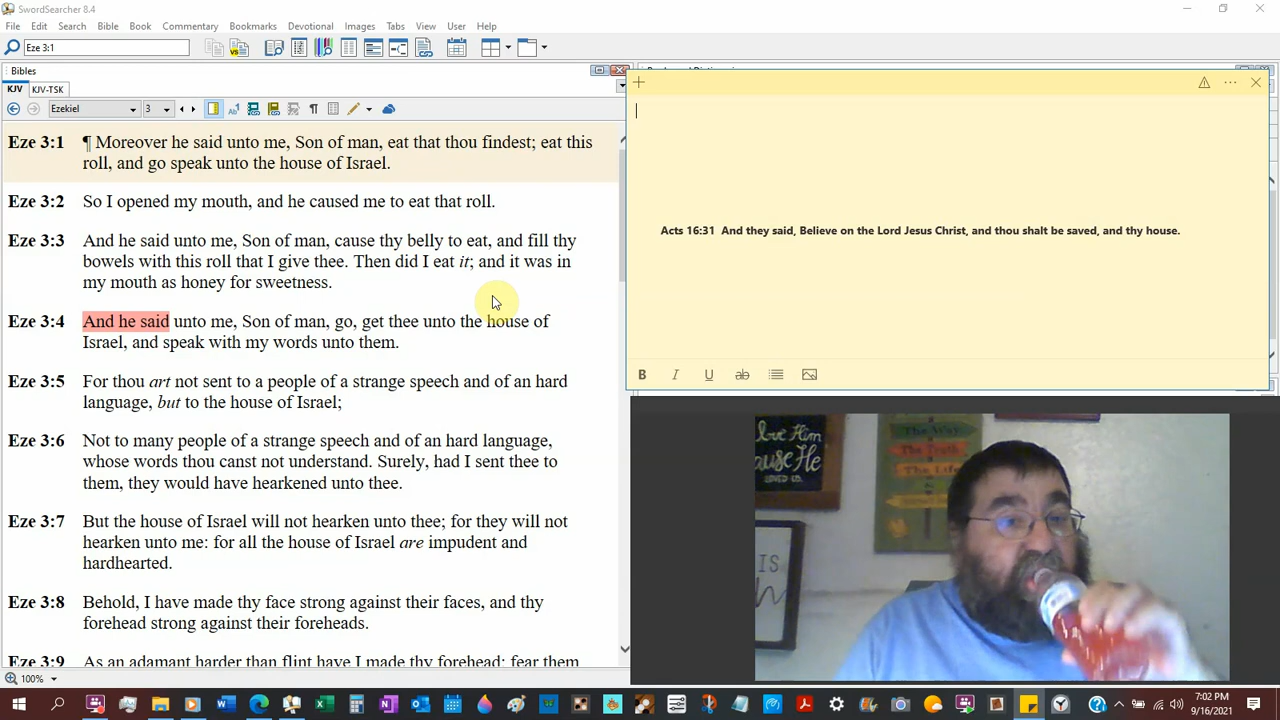 SwordSearcher 8.4
File Edit Search Bible Book Commentary Bookmarks Devotional Images Tabs View User Help
Eze 3:1
Bibles
KJV KJV-TSK
Ezekiel 3
Eze 3:1 ¶ Moreover he said unto me, Son of man, eat that thou findest; eat this
roll, and go speak unto the house of Israel.
Eze 3:2 So I opened my mouth, and he caused me to eat that roll.
Eze 3:3 And he said unto me, Son of man, cause thy belly to eat, and fill thy
bowels with this roll that I give thee. Then did I eat it; and it was in
my mouth as honey for sweetness.
Eze 3:4 And he said unto me, Son of man, go, get thee unto the house of
Israel, and speak with my words unto them.
Eze 3:5 For thou art not sent to a people of a strange speech and of an hard
language, but to the house of Israel;
Eze 3:6 Not to many people of a strange speech and of an hard language,
whose words thou canst not understand. Surely, had I sent thee to
them, they would have hearkened unto thee.
Eze 3:7 But the house of Israel will not hearken unto thee; for they will not
hearken unto me: for all the house of Israel are impudent and
hardhearted.
Eze 3:8 Behold, I have made thy face strong against their faces, and thy
forehead strong against their foreheads.
Eze 3:9 As an adamant harder than flint have I made thy forehead: fear them
100%
Acts 16:31 And they said, Believe on the Lord Jesus Christ, and thou shalt be saved, and thy house.
B I U ab
Him
He
LOVED US.
The Way
The Truth
The Life
IS
7:02 PM
9/16/2021